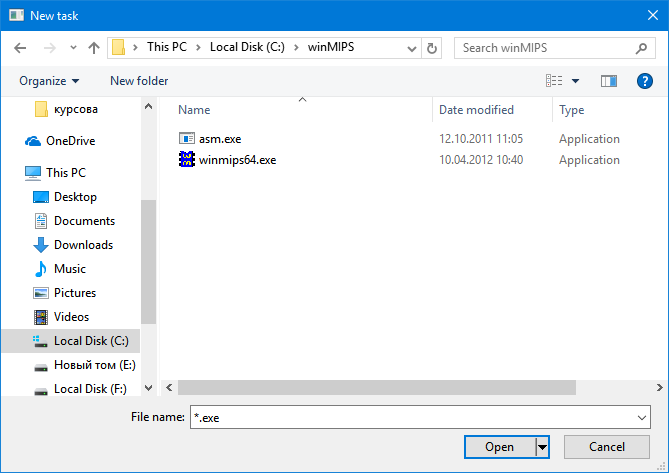 New task
This PC > Local Disk (C:) > winMIPS
Search winMIPS
Organize
New folder
Name
Date modified
Type
курсова
OneDrive
This PC
Desktop
Documents
Downloads
Music
Pictures
Videos
Local Disk (C:)
Новый том (E:)
Local Disk (F:)
asm.exe 12.10.2011 11:05 Application
winmips64.exe 10.04.2012 10:40 Application
File name: *.exe
Open
Cancel